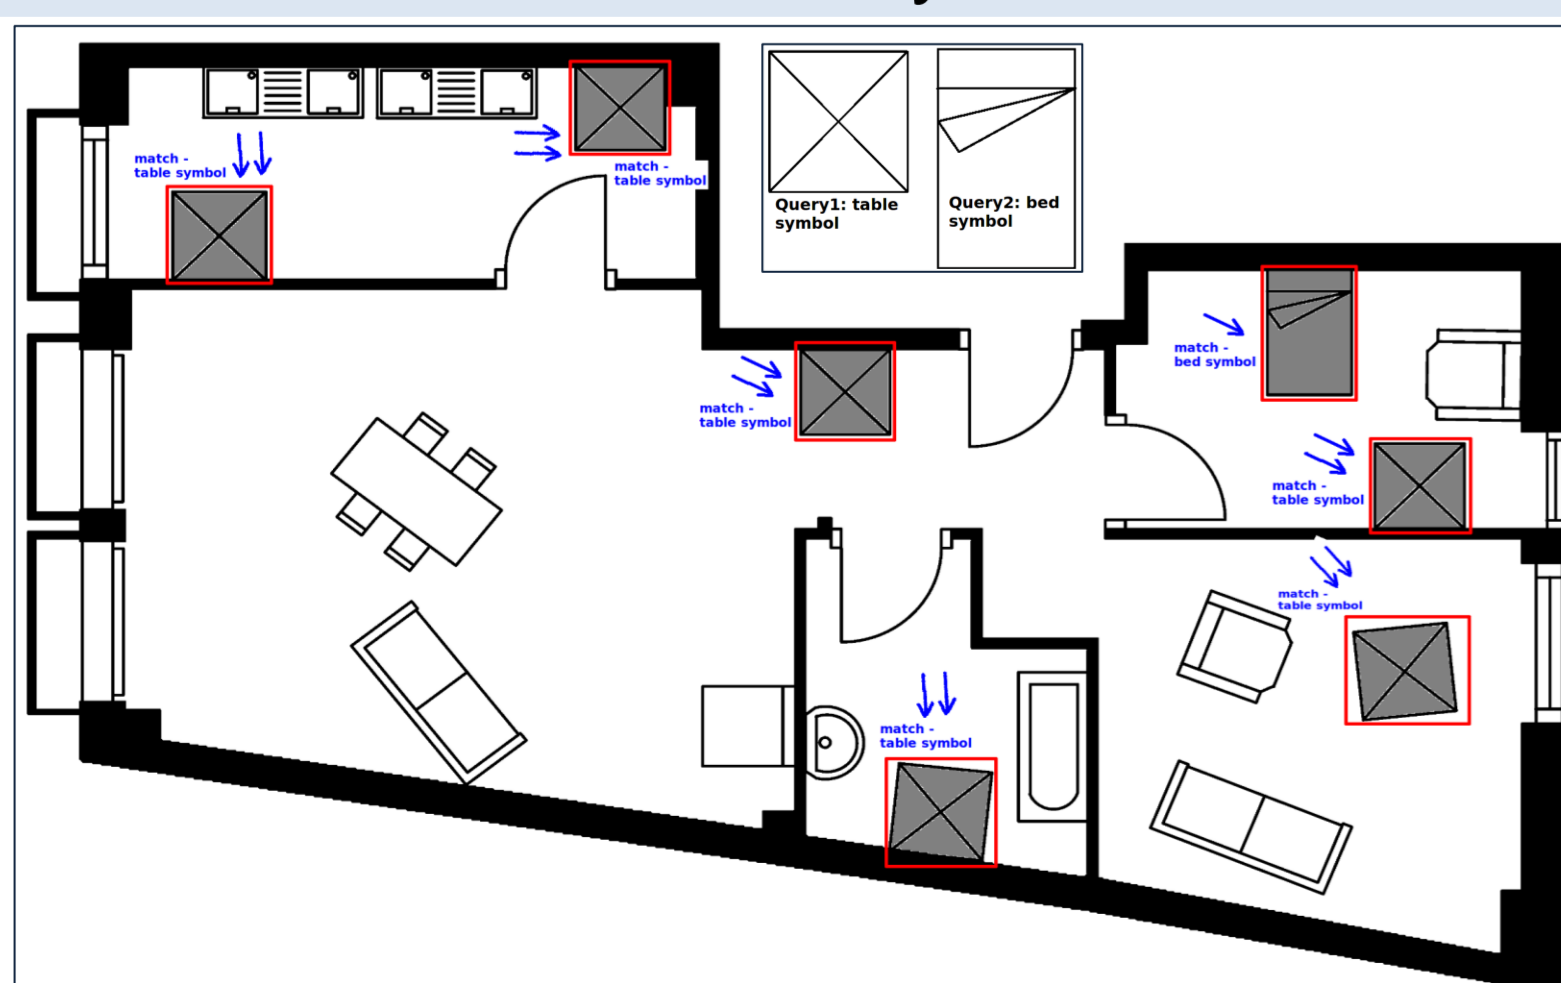 match -
table symbol
match -
table symbol
Query1: table
symbol
Query2: bed
symbol
match -
bed symbol
match -
table symbol
match -
table symbol
match -
table symbol
match -
table symbol